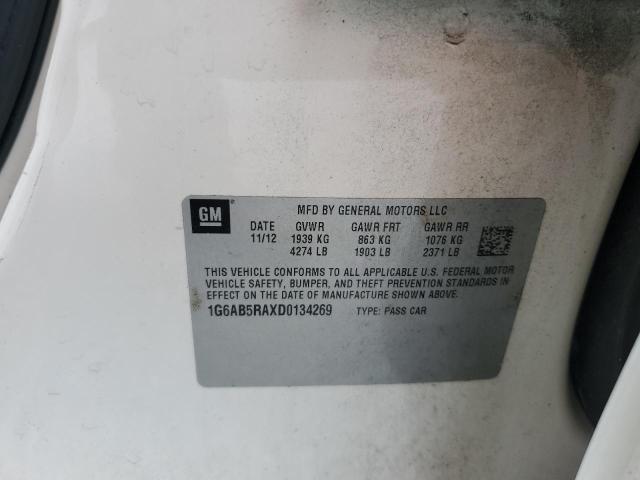 GM
MFD BY GENERAL MOTORS LLC
DATE GVWR GAWR FRT GAWR RR
11/12 1939 KG 863 KG 1076 KG
4274 LB 1903 LB 2371 LB
THIS VEHICLE CONFORMS TO ALL APPLICABLE U.S. FEDERAL MOTOR
VEHICLE SAFETY, BUMPER, AND THEFT PREVENTION STANDARDS IN
EFFECT ON THE DATE OF MANUFACTURE SHOWN ABOVE.
1G6AB5RAXD0134269 TYPE: PASS CAR